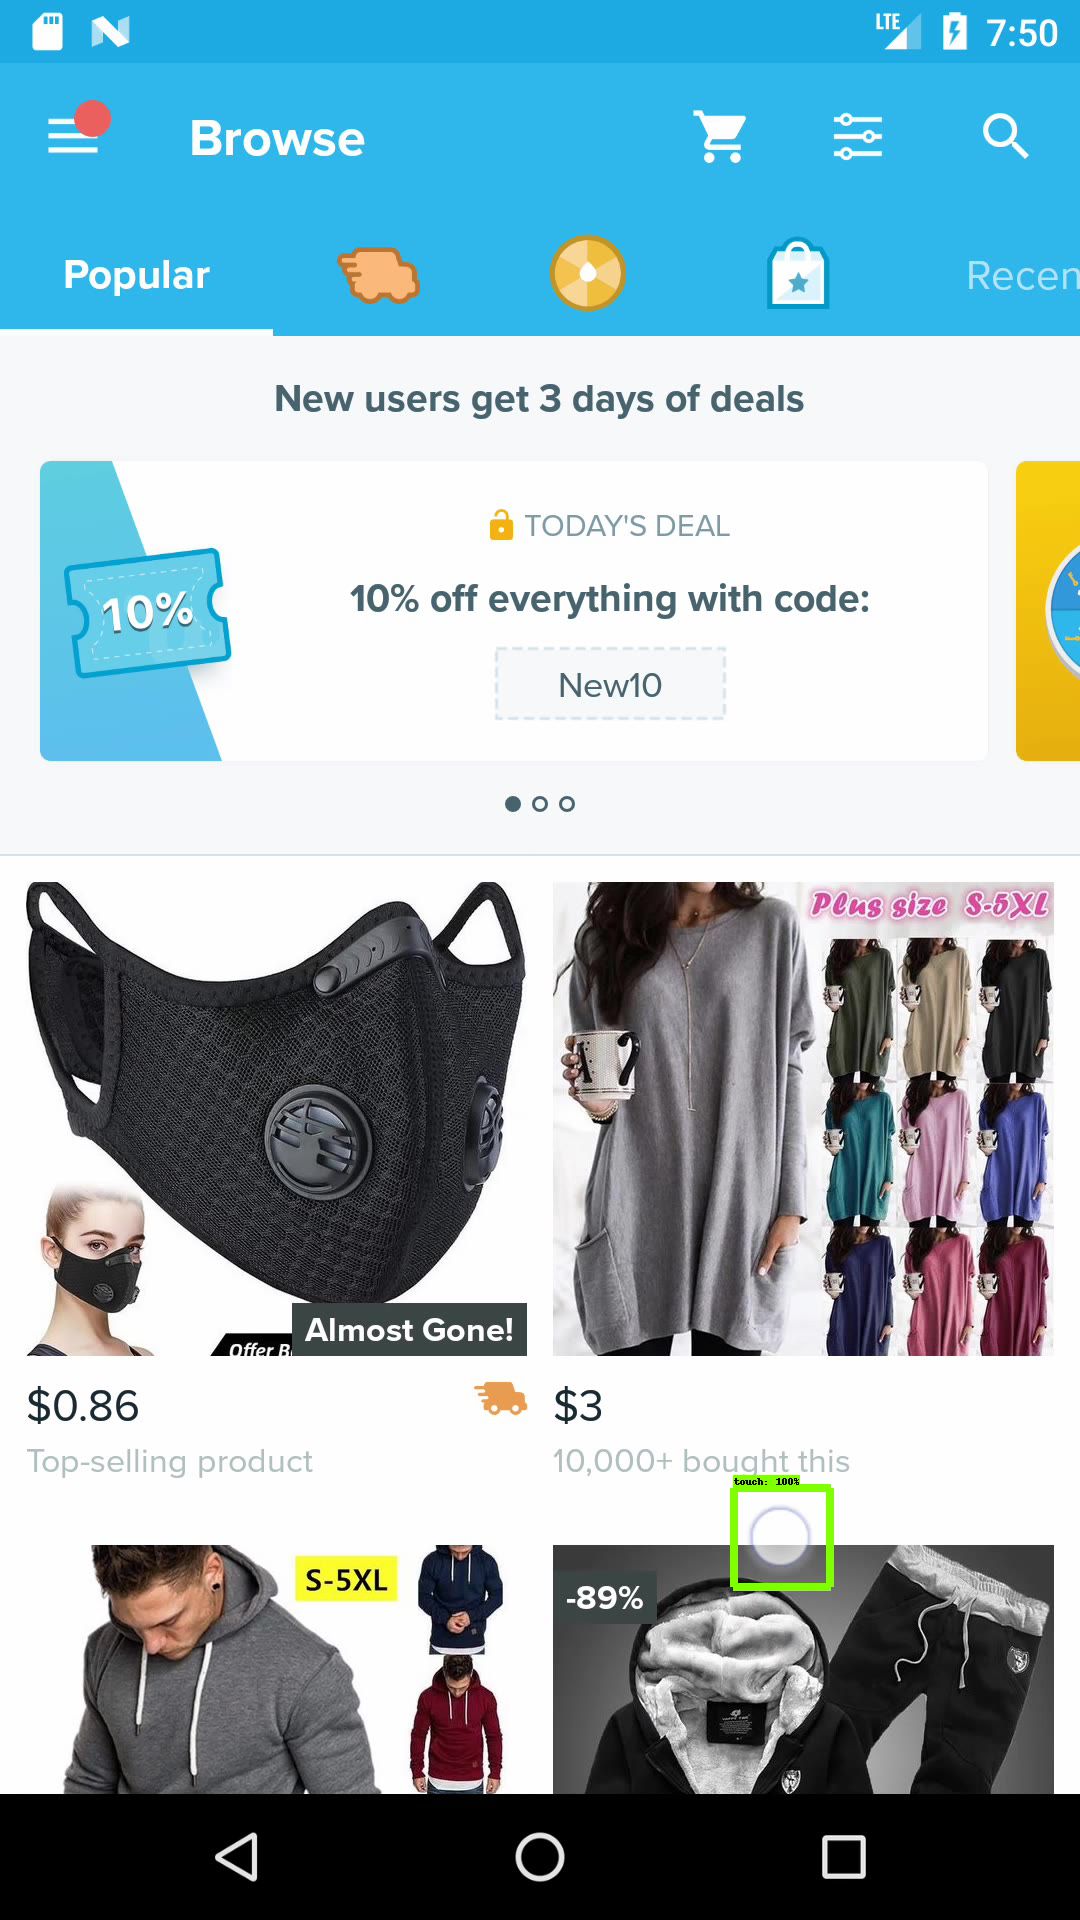 LTE 7:50
Browse
Popular
Recen
New users get 3 days of deals
TODAY'S DEAL
10%
10% off everything with code:
New10
Plus size S-5XL
Almost Gone!
Offer B
$0.86
Top-selling product
$3
10,000+ bought this
touch: 100%
S-5XL
-89%